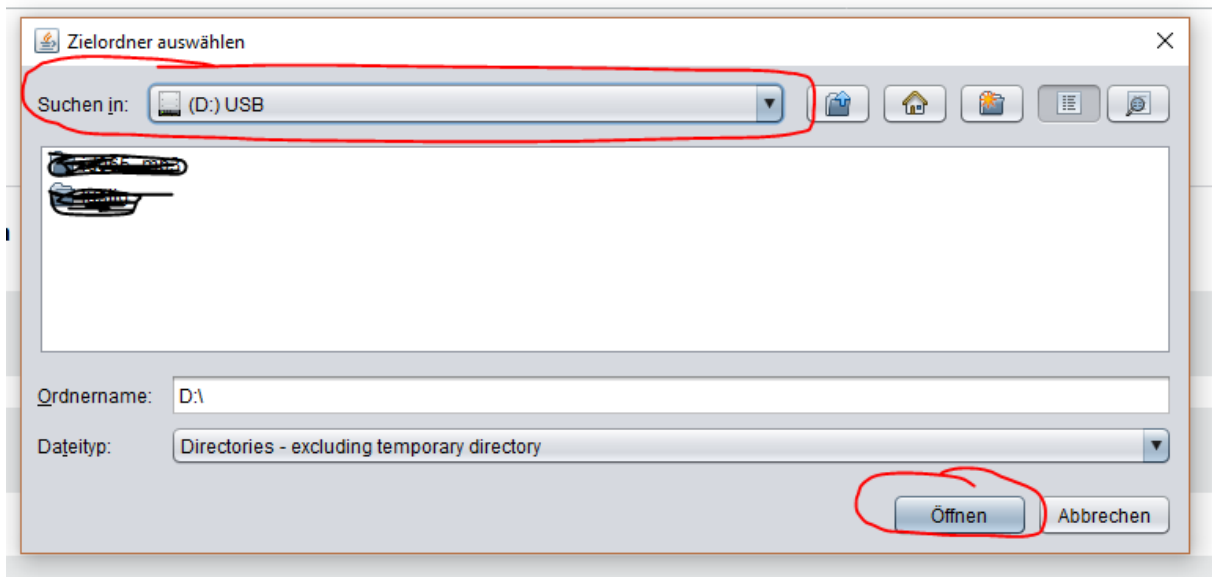 Zielordner auswählen
Suchen in: (D:) USB
Ordnername: D:\
Dateityp: Directories - excluding temporary directory
Öffnen Abbrechen